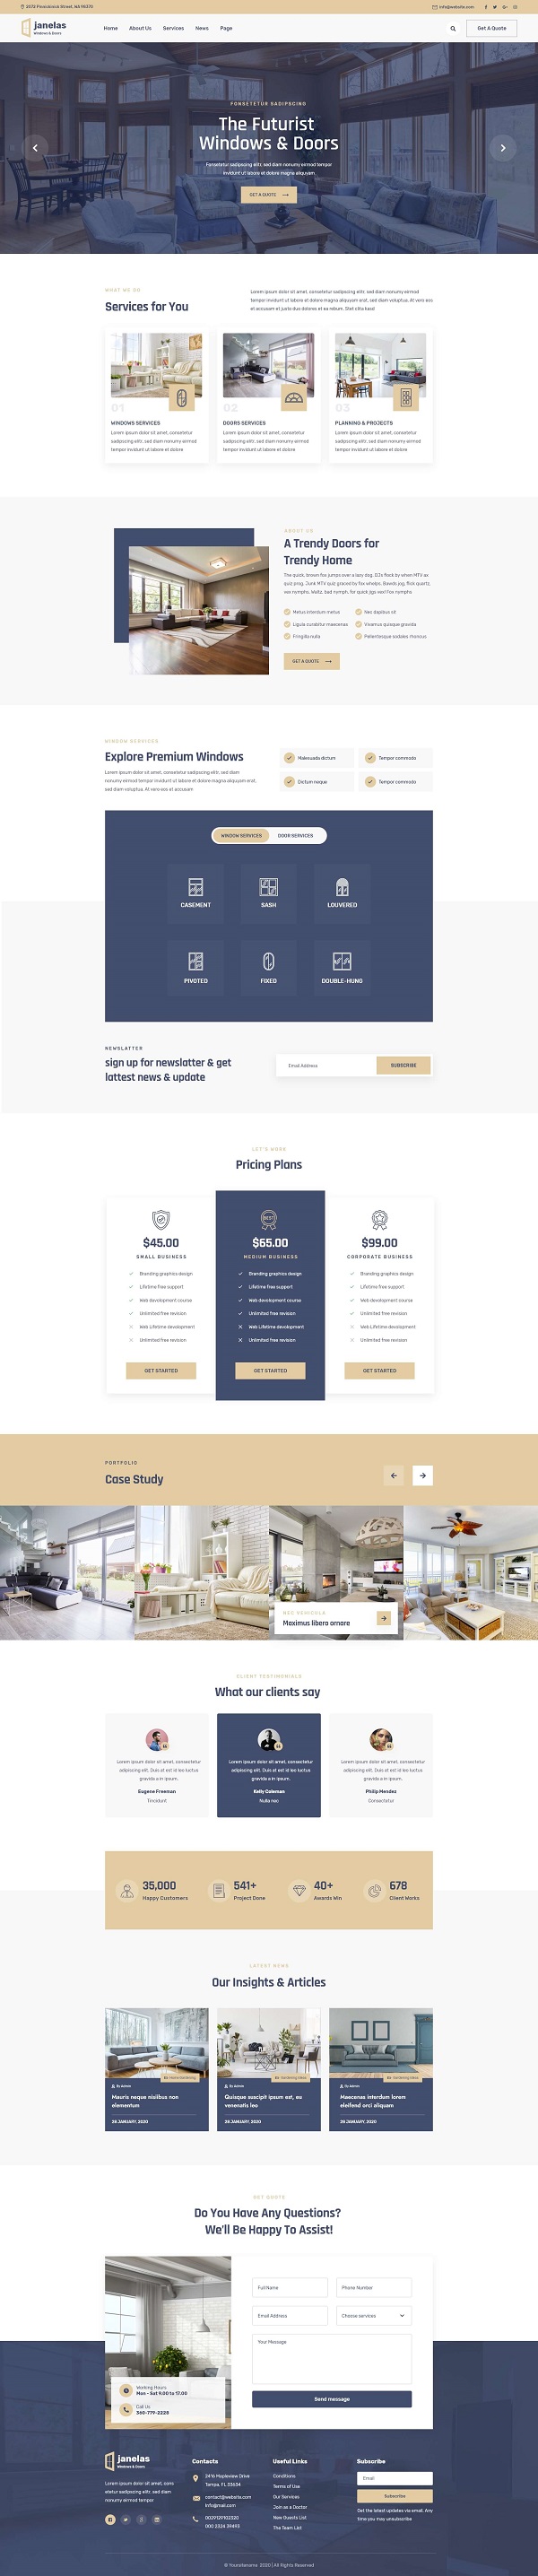 2473 Pecislanod Street, WA 96370
info@website.com
janelas
Windows & Doors
Home
About Us
Services
News
Page
Get A Quote
PONSETETUR SADIPSCING
The Futurist
Windows & Doors
Consetetur sadipscing elitr, sed diam nonumy eirmod tempor
invidunt ut labore et dolore magna aliquyam
GET A QUOTE
WHAT WE DO
Services for You
Lorem ipsum dolor sit amet, consetetur sadipscing elitr, sed diam nonumy eirmod
tempor invidunt ut labore et dolore magna aliquyam erat, sed diam voluptua. At vero eos
et accusam et justo duo dolores et ea rebum. Stet clita kasd
01
WINDOWS SERVICES
Lorem ipsum dolor sit amet, consetetur
sadipscing elitr, sed diam nonumy eirmod
tempor invidunt ut labore et dolore
02
DOORS SERVICES
Lorem ipsum dolor sit amet, consetetur
sadipscing elitr, sed diam nonumy eirmod
tempor invidunt ut labore et dolore
03
PLANNING & PROJECTS
Lorem ipsum dolor sit amet, consetetur
sadipscing elitr, sed diam nonumy eirmod
tempor invidunt ut labore et dolore
ABOUT US
A Trendy Doors for
Trendy Home
The quick, brown fox jumps over a lazy dog. DJs flock by when MTV ax
quiz prog. Junk MTV quiz graced by fox whelps. Bawds jog, flick quartz,
vex nymphs. Waltz, bad nymph, for quick jigs vex! Fox nymphs
Metus interdum metus
Nec dapibus sit
Ligula curabitur maecenas
Vivamus quisque gravida
Fringilla nulla
Pellentesque sodales rhoncus
GET A QUOTE
WINDOW SERVICES
Explore Premium Windows
Lorem ipsum dolor sit amet, consetetur sadipscing elitr, sed diam
nonumy eirmod tempor invidunt ut labore et dolore magna aliquyam erat,
sed diam voluptua. At vero eos et accusam
Malesuada dictum
Tempor commodo
Dictum neque
Tempor commodo
WINDOW SERVICES
DOOR SERVICES
CASEMENT
SASH
LOUVERED
PIVOTED
FIXED
DOUBLE-HUNG
NEWSLATTER
sign up for newslatter & get
lattest news & update
Email Address
SUBSCRIBE
LET'S WORK
Pricing Plans
$45.00
SMALL BUSINESS
Branding graphics design
Lifetime free support
Web development course
Unlimited free revision
Web Lifetime development
Unlimited free revision
GET STARTED
BEST
$65.00
MEDIUM BUSINESS
Branding graphics design
Lifetime free support
Web development course
Unlimited free revision
Web Lifetime development
Unlimited free revision
GET STARTED
$99.00
CORPORATE BUSINESS
Branding graphics design
Lifetime free support
Web development course
Unlimited free revision
Web Lifetime development
Unlimited free revision
GET STARTED
PORTFOLIO
Case Study
NEC VEHICULA
Maximus libero ornare
CLIENT TESTIMONIALS
What our clients say
Lorem ipsum dolor sit amet, consectetur
adipiscing elit. Duis at est id leo luctus
gravida a in ipsum.
Eugene Freeman
Tincidunt
Lorem ipsum dolor sit amet, consectetur
adipiscing elit. Duis at est id leo luctus
gravida a in ipsum.
Kelly Coleman
Nulla nec
Lorem ipsum dolor sit amet, consectetur
adipiscing elit. Duis at est id leo luctus
gravida a in ipsum.
Philip Mendez
Consectetur
35,000
Happy Customers
541+
Project Done
40+
Awards Win
678
Client Works
LATEST NEWS
Our Insights & Articles
By Admin
Mauris neque nisiibus non
elementum
28 JANUARY, 2020
By Admin
Quisque suscipit ipsum est, eu
venenatis leo
28 JANUARY, 2020
By Admin
Maecenas interdum lorem
eleifend orci aliquam
28 JANUARY, 2020
GET QUOTE
Do You Have Any Questions?
We'll Be Happy To Assist!
Working Hours
Mon - Sat 9.00 to 17.00
Call Us
360-779-2228
Full Name
Phone Number
Email Address
Choose services
Your Message
Send message
janelas
Windows & Doors
Lorem ipsum dolor sit amet, cons
etetur sadipscing elitr, sed diam
nonumy eirmod tempor
Contacts
2416 Mapleview Drive
Tampa, FL 33634
contact@website.com
info@mail.com
0029129102320
000 2324 39493
Useful Links
Conditions
Terms of Use
Our Services
Join as a Doctor
New Guests List
The Team List
Subscribe
Email
Subscribe
Get the latest updates via email. Any
time you may unsubscribe
2020 | All Rights Reserved